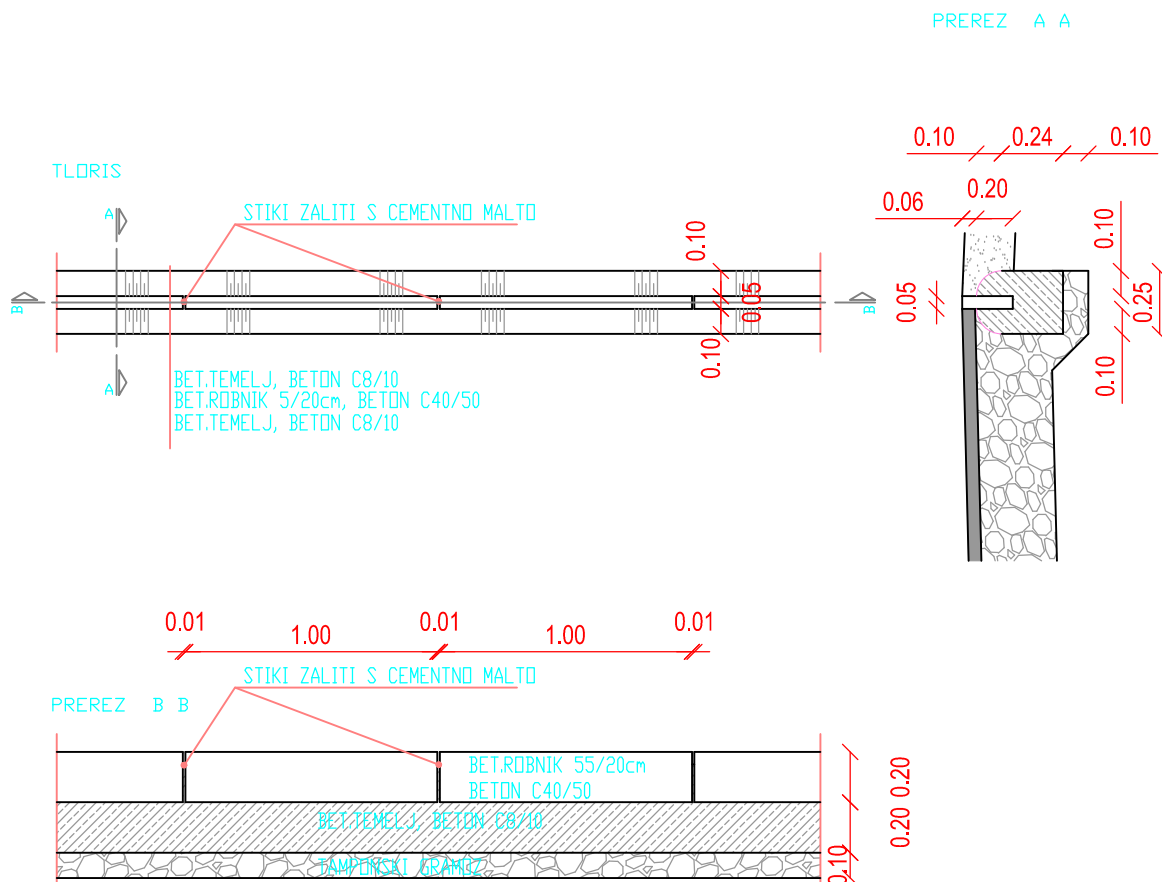 PREREZ A A
0.10 0.24 0.10
0.20
0.06
0.10
0.05
0.25
0.10
TLORIS
A
STIKI ZALITI S CEMENTNO MALTO
0.10
0.05
B
B
0.10
A
BET.TEMELJ, BETON C8/10
BET.ROBNIK 5/20cm, BETON C40/50
BET.TEMELJ, BETON C8/10
0.01 1.00 0.01 1.00 0.01
STIKI ZALITI S CEMENTNO MALTO
PREREZ B B
BET.ROBNIK 55/20cm
BETON C40/50
0.20
BET.TEMELJ, BETON C8/10
0.20
TAMPONSKI GRAMOZ
0.10